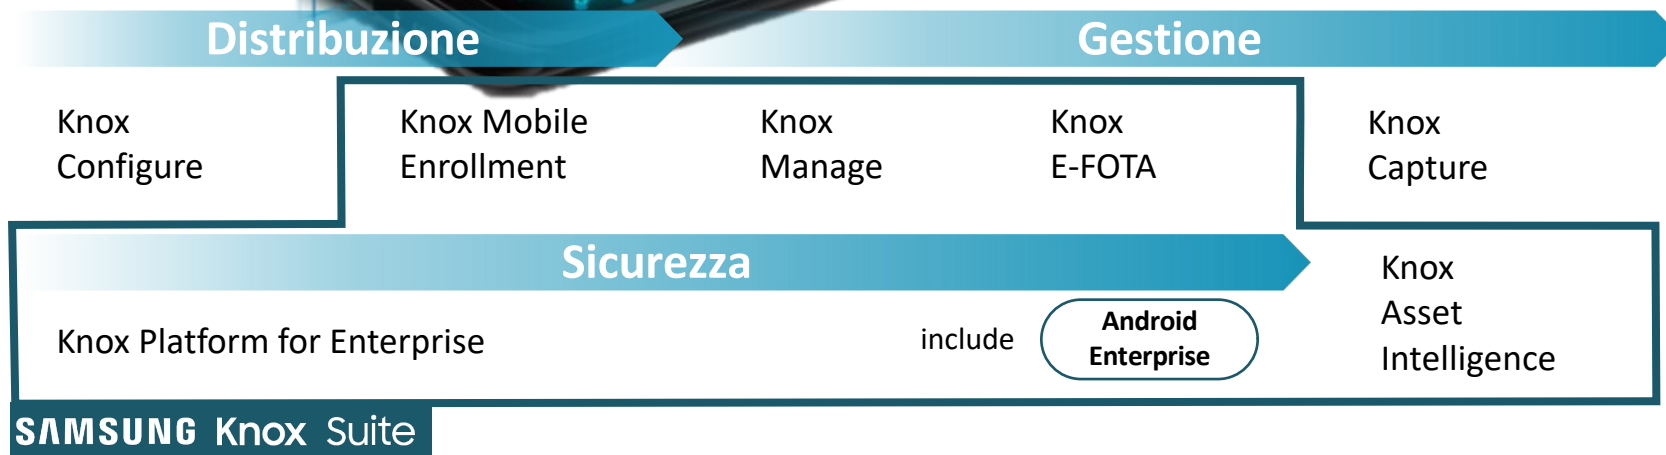 Distribuzione
Gestione
Knox
Configure
Knox Mobile
Enrollment
Knox
Manage
Knox
E-FOTA
Knox
Capture
Sicurezza
Knox Platform for Enterprise
include
Android
Enterprise
Knox
Asset
Intelligence
SAMSUNG Knox Suite